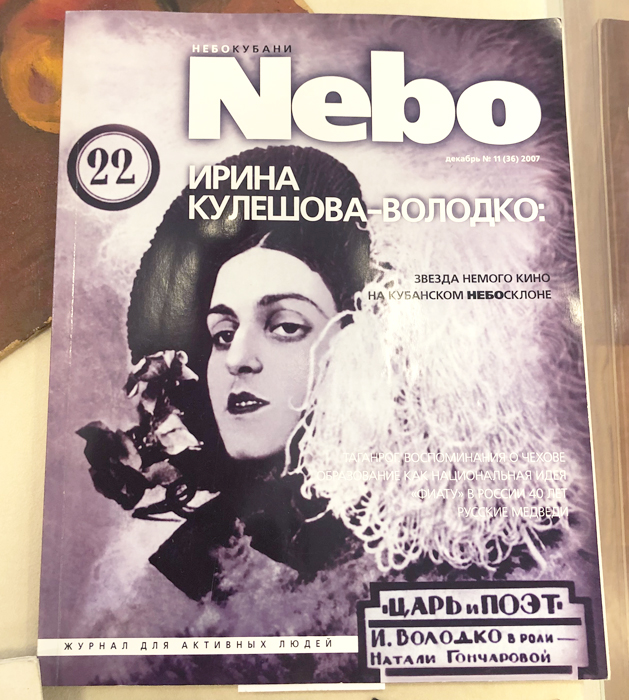 НЕБОКУБАНИ
Nebo
декабрь № 11 (36) 2007
22
ИРИНА
КУЛЕШОВА-ВОЛОДКО:
ЗВЕЗДА НЕМОГО КИНО
НА КУБАНСКОМ НЕБОСКЛОНЕ
ТАГАНРОГ ВОСПОМИНАНИЯ О ЧЕХОВЕ
ОБРАЗОВАНИЕ КАК НАЦИОНАЛЬНАЯ ИДЕЯ
«ФИАТУ» В РОССИИ 40 ЛЕТ
РУССКИЕ МЕДВЕДИ
·ЦАРЬ и ПОЭТ·
И. ВОЛОДКО В РОЛИ —
НАТАЛИ ГОНЧАРОВОЙ
ЖУРНАЛ ДЛЯ АКТИВНЫХ ЛЮДЕЙ